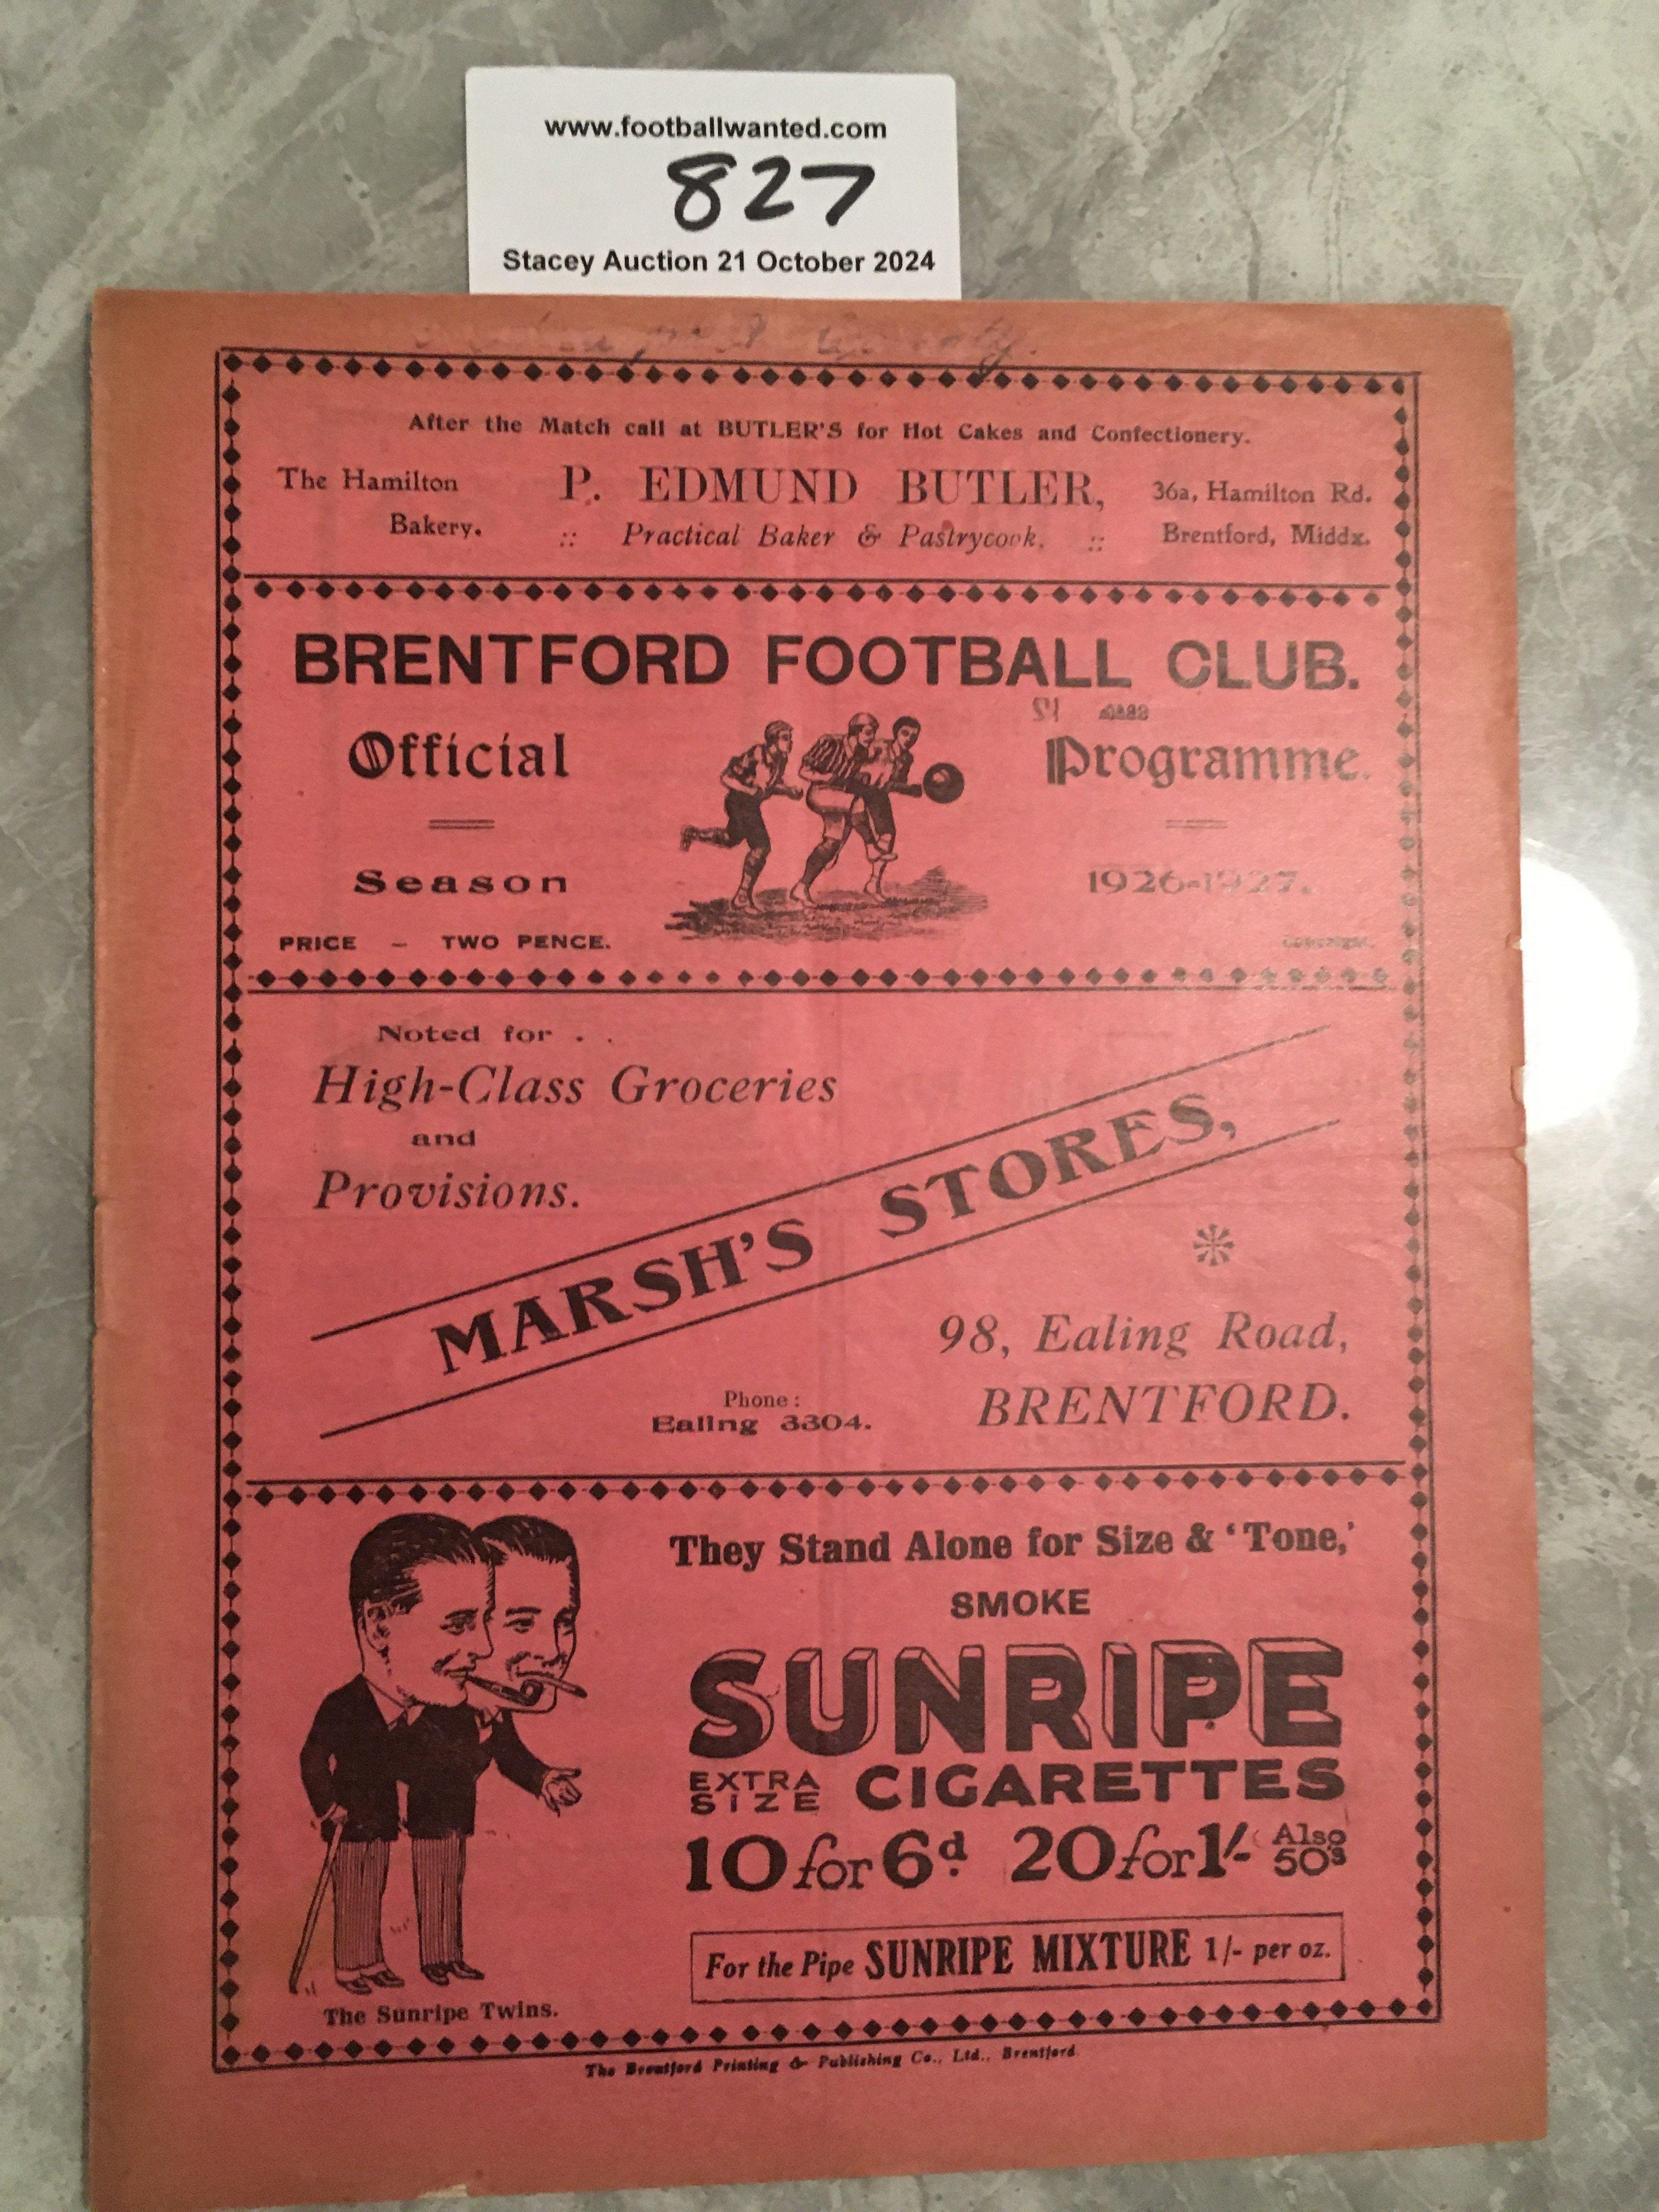 www.footballwanted.com
827
Stacey Auction 21 October 2024
After the Match call at BUTLER'S for Hot Cakes and Confectionery.
The Hamilton Bakery.
P. EDMUND BUTLER,
:: Practical Baker & Pastrycook. ::
36a, Hamilton Rd.
Brentford, Middx.
BRENTFORD FOOTBALL CLUB.
Official Programme.
Season 1926-1927.
PRICE - TWO PENCE.
COPYRIGHT.
Noted for . .
High-Class Groceries
and
Provisions.
MARSH'S STORES,
98, Ealing Road,
BRENTFORD.
Phone:
Ealing 3304.
They Stand Alone for Size & 'Tone,'
SMOKE
SUNRIPE
EXTRA SIZE CIGARETTES
10 for 6d. 20 for 1/- Also 50's
For the Pipe SUNRIPE MIXTURE 1/- per oz.
The Sunripe Twins.
The Brentford Printing & Publishing Co., Ltd., Brentford